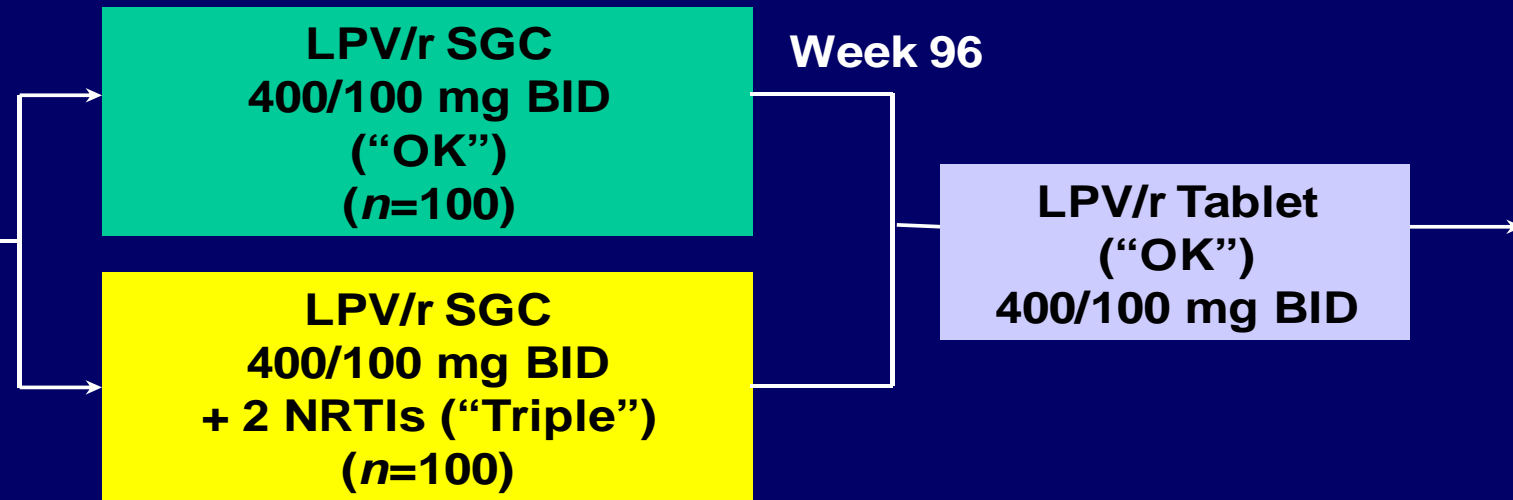 LPV/r SGC
400/100 mg BID
(“OK”)
(n=100)
Week 96
LPV/r SGC
400/100 mg BID
+ 2 NRTIs (“Triple”)
(n=100)
LPV/r Tablet
(“OK”)
400/100 mg BID